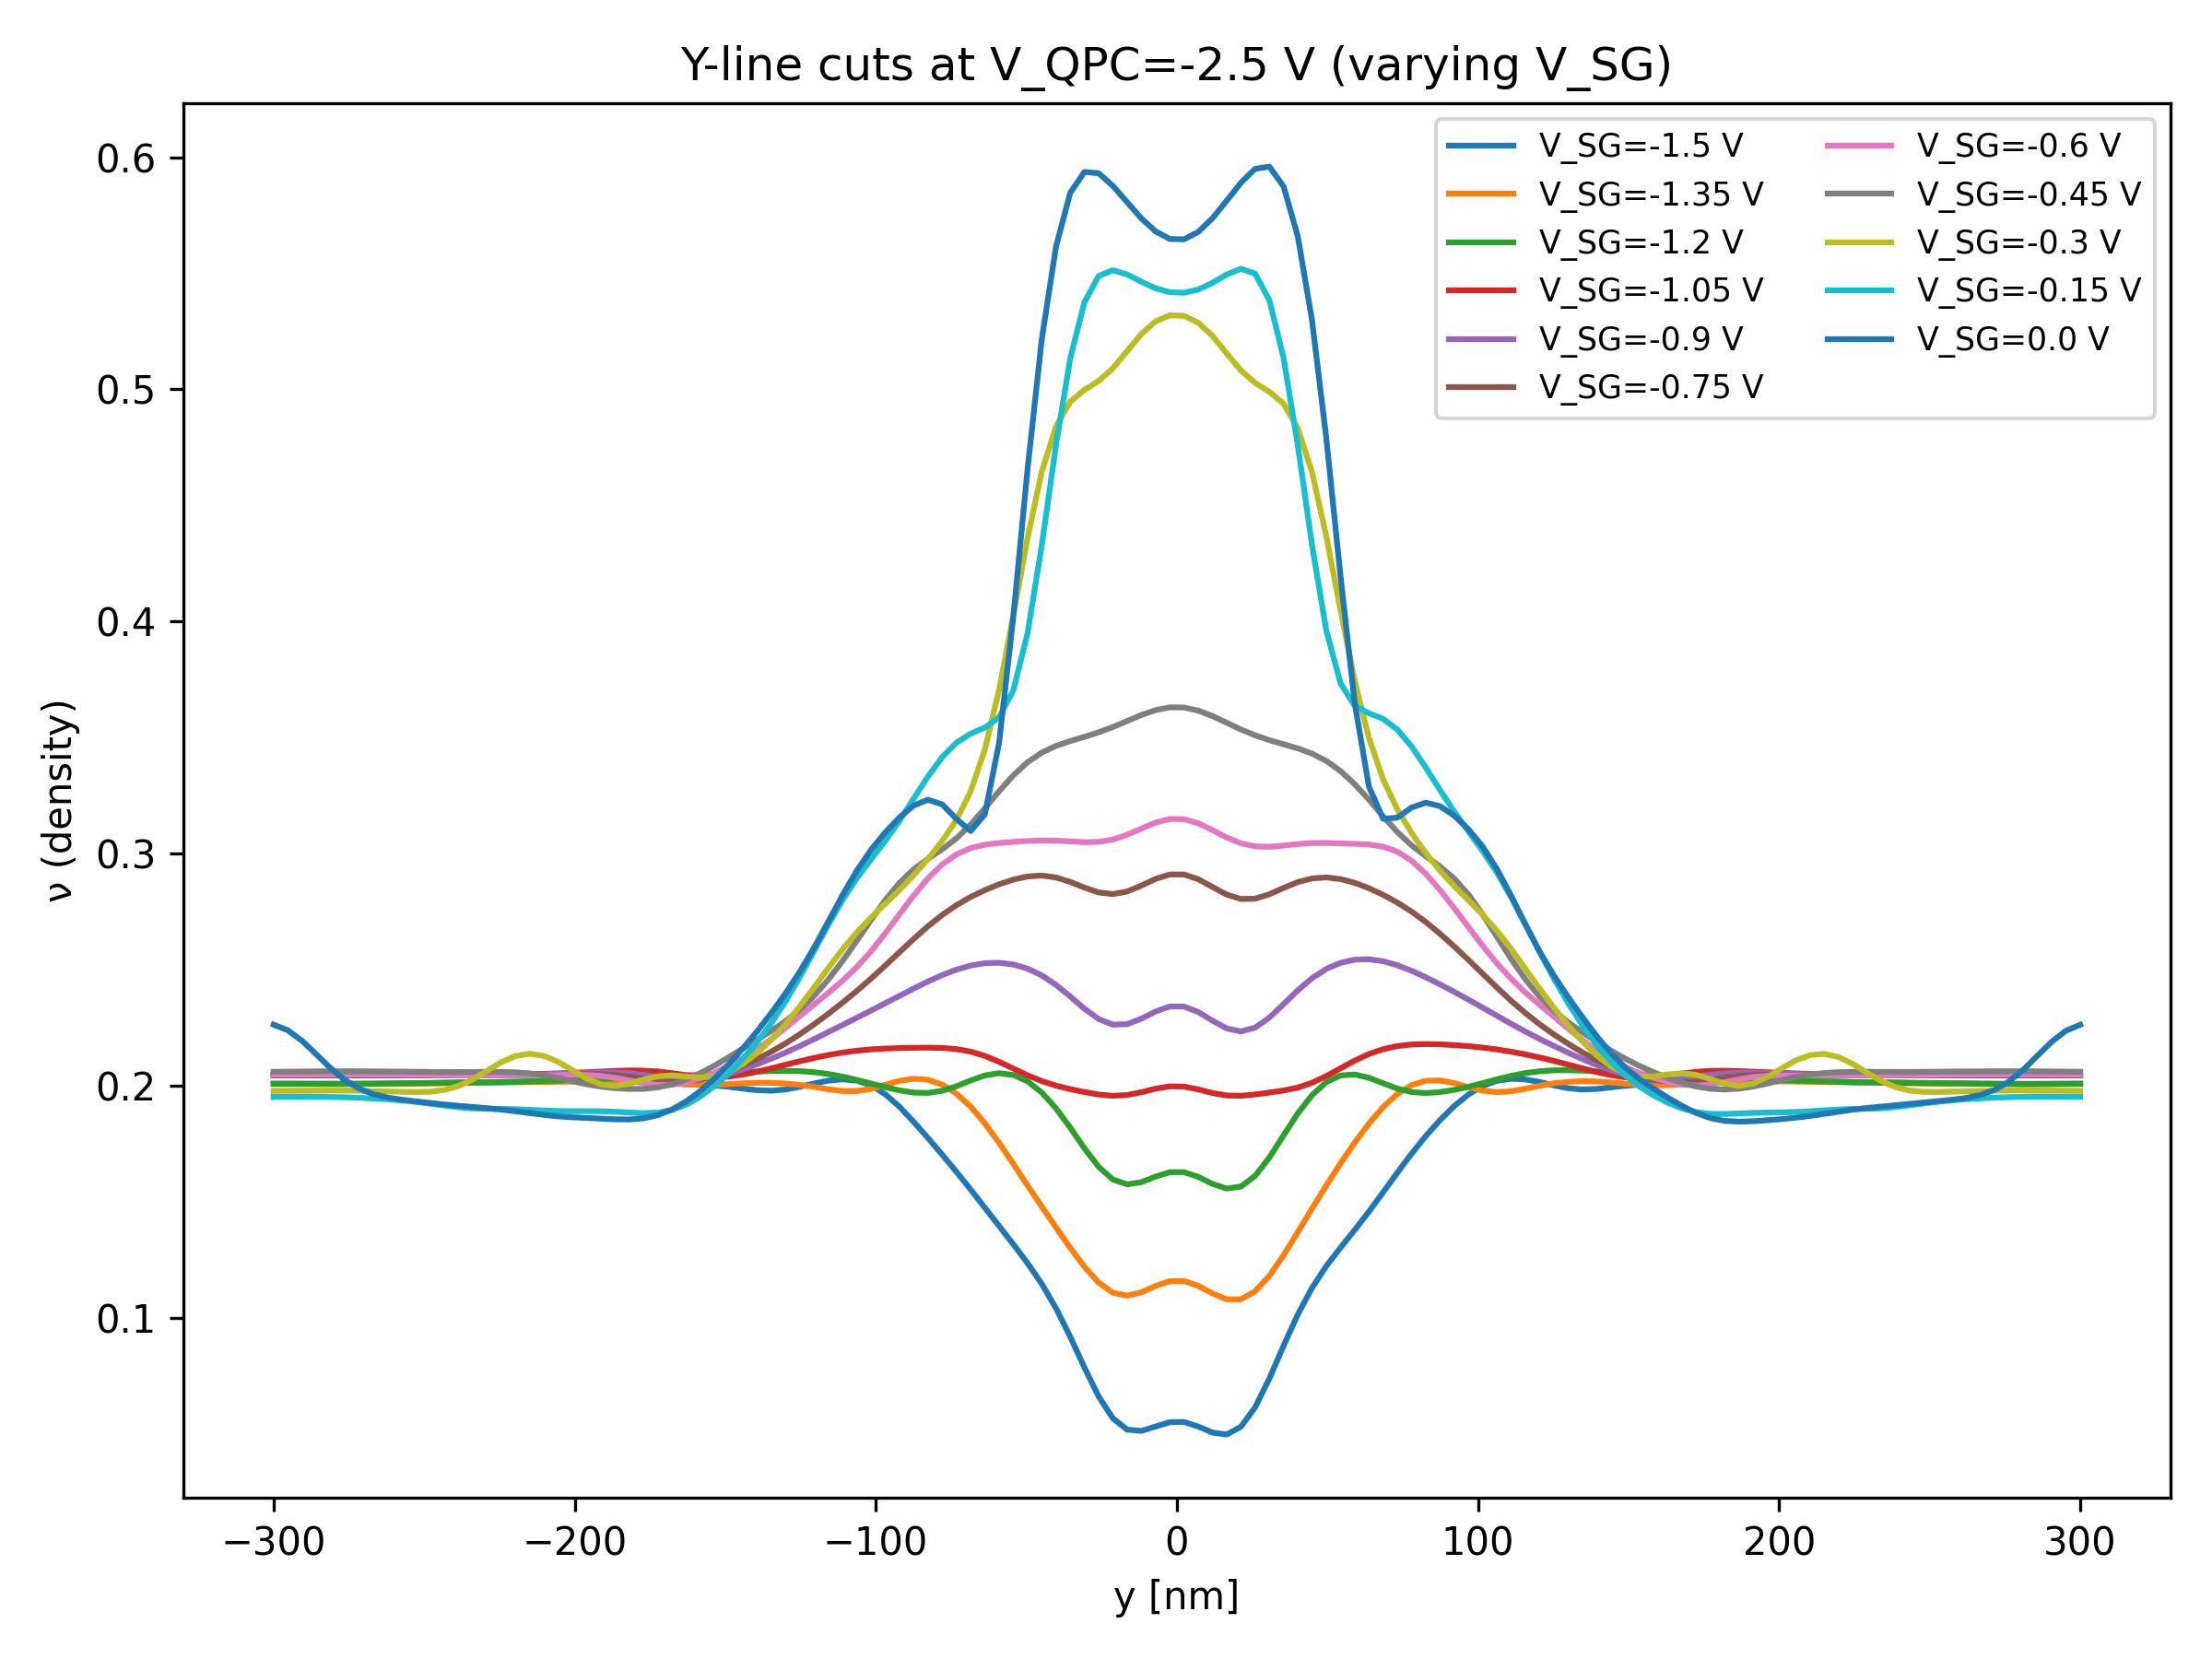 Y-line cuts at V_QPC=-2.5 V (varying V_SG)
V_SG=-1.5 V
V_SG=-1.35 V
V_SG=-1.2 V
V_SG=-1.05 V
V_SG=-0.9 V
V_SG=-0.75 V
V_SG=-0.6 V
V_SG=-0.45 V
V_SG=-0.3 V
V_SG=-0.15 V
V_SG=0.0 V
ν (density)
0.6
0.5
0.4
0.3
0.2
0.1
−300
−200
−100
0
100
200
300
y [nm]